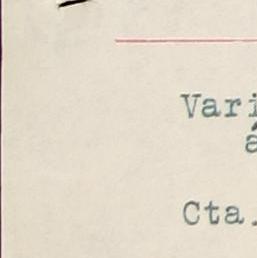 Vari
á
Cta.